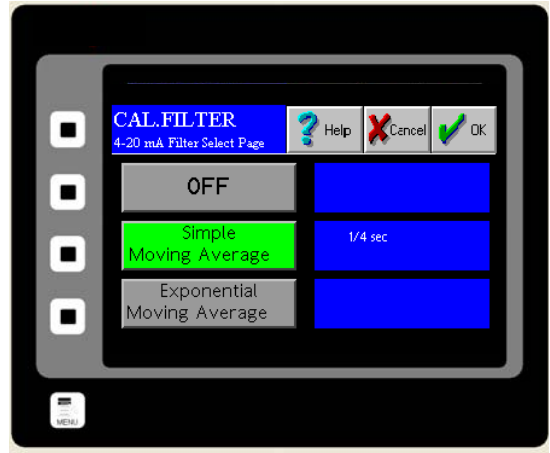 CAL.FILTER
4-20 mA Filter Select Page
Help
Cancel
OK
OFF
Simple
Moving Average
1/4 sec
Exponential
Moving Average
MENU